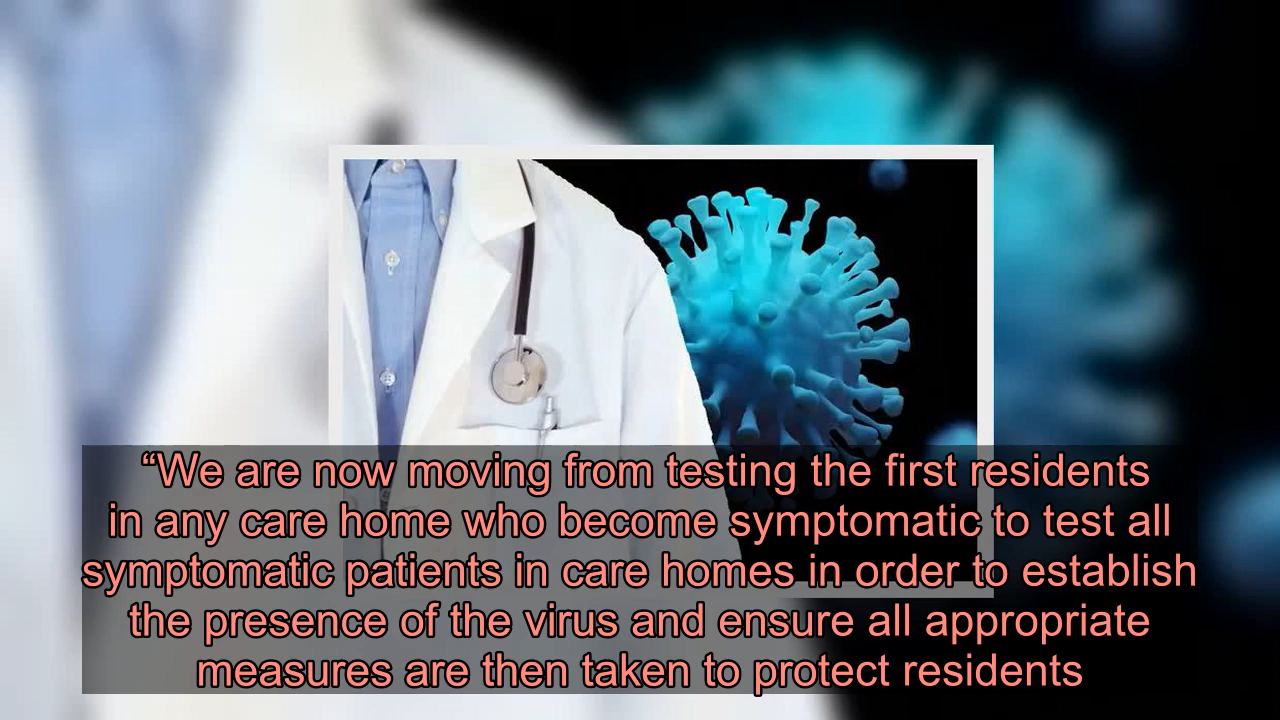 “We are now moving from testing the first residents
in any care home who become symptomatic to test all
symptomatic patients in care homes in order to establish
the presence of the virus and ensure all appropriate
measures are then taken to protect residents